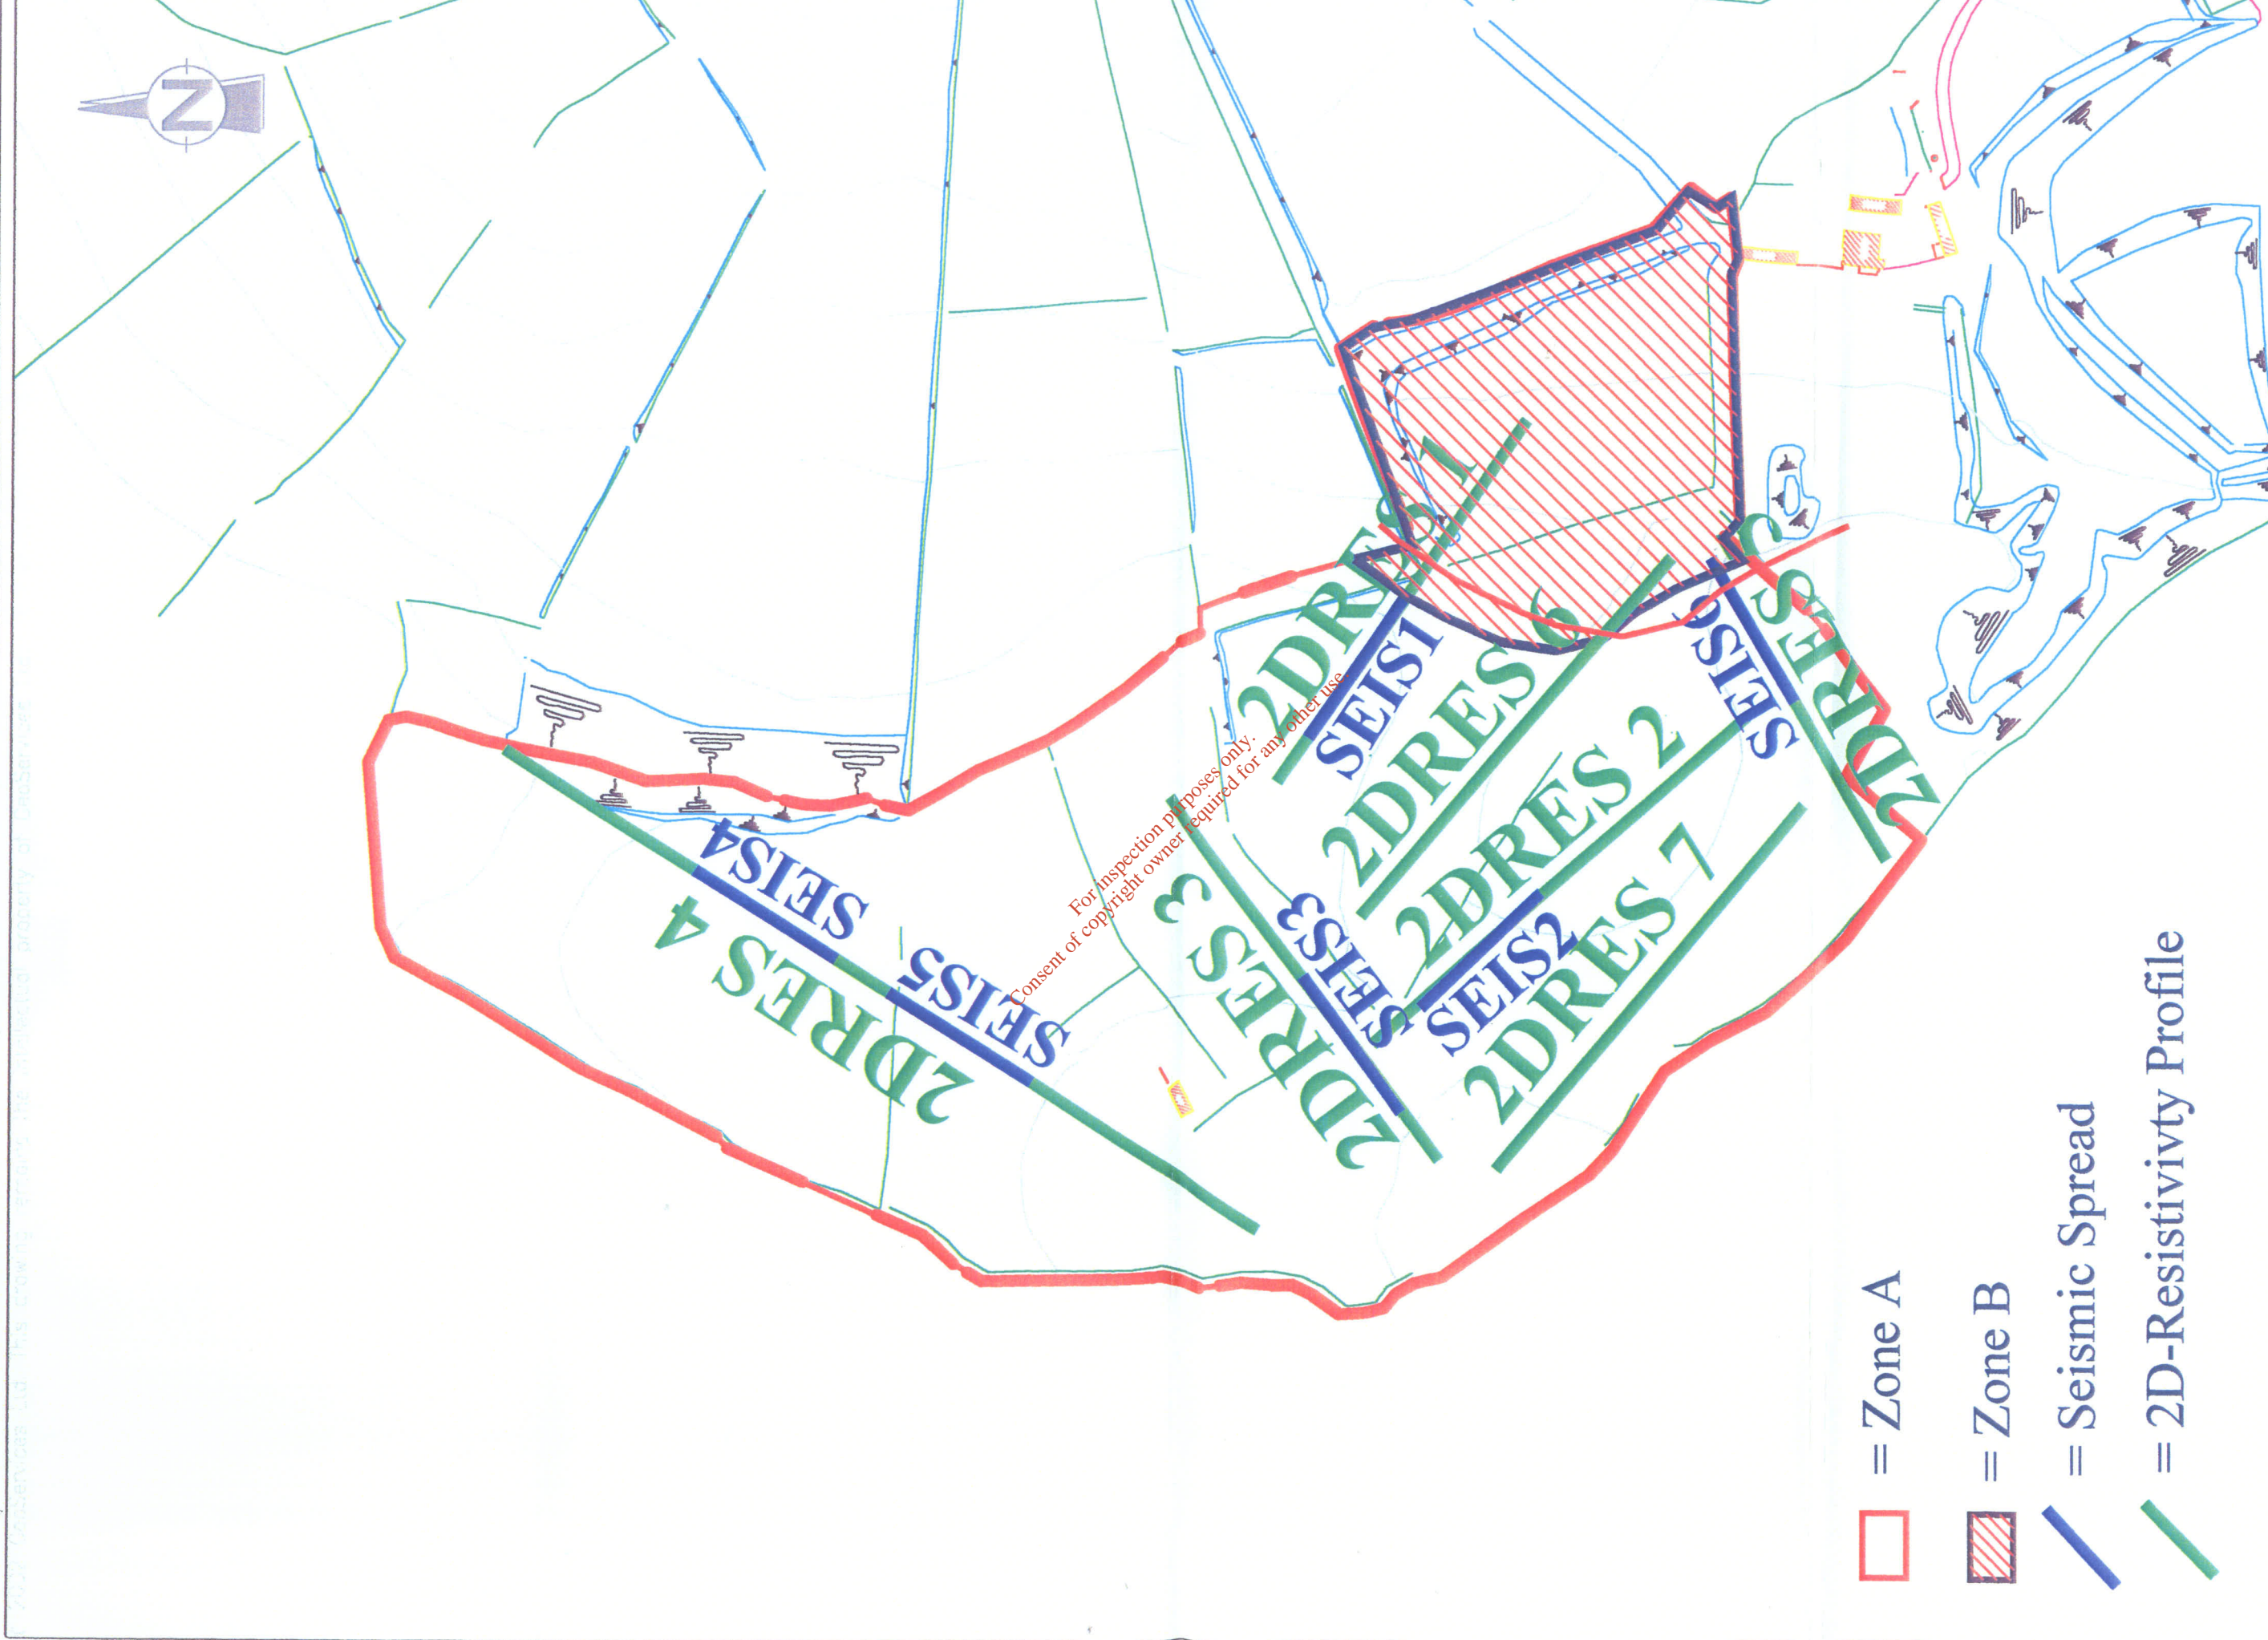 N
2DRES 4
SEIS4
SEIS5
2DRES 3
SEIS3
2DRES 1
SEIS1
2DRES 6
2DRES 2
SEIS2
2DRES 7
SEIS6
2DRES
For inspection purposes only.
Consent of copyright owner required for any other use.
= Zone A
= Zone B
= Seismic Spread
= 2D-Resistivivty Profile